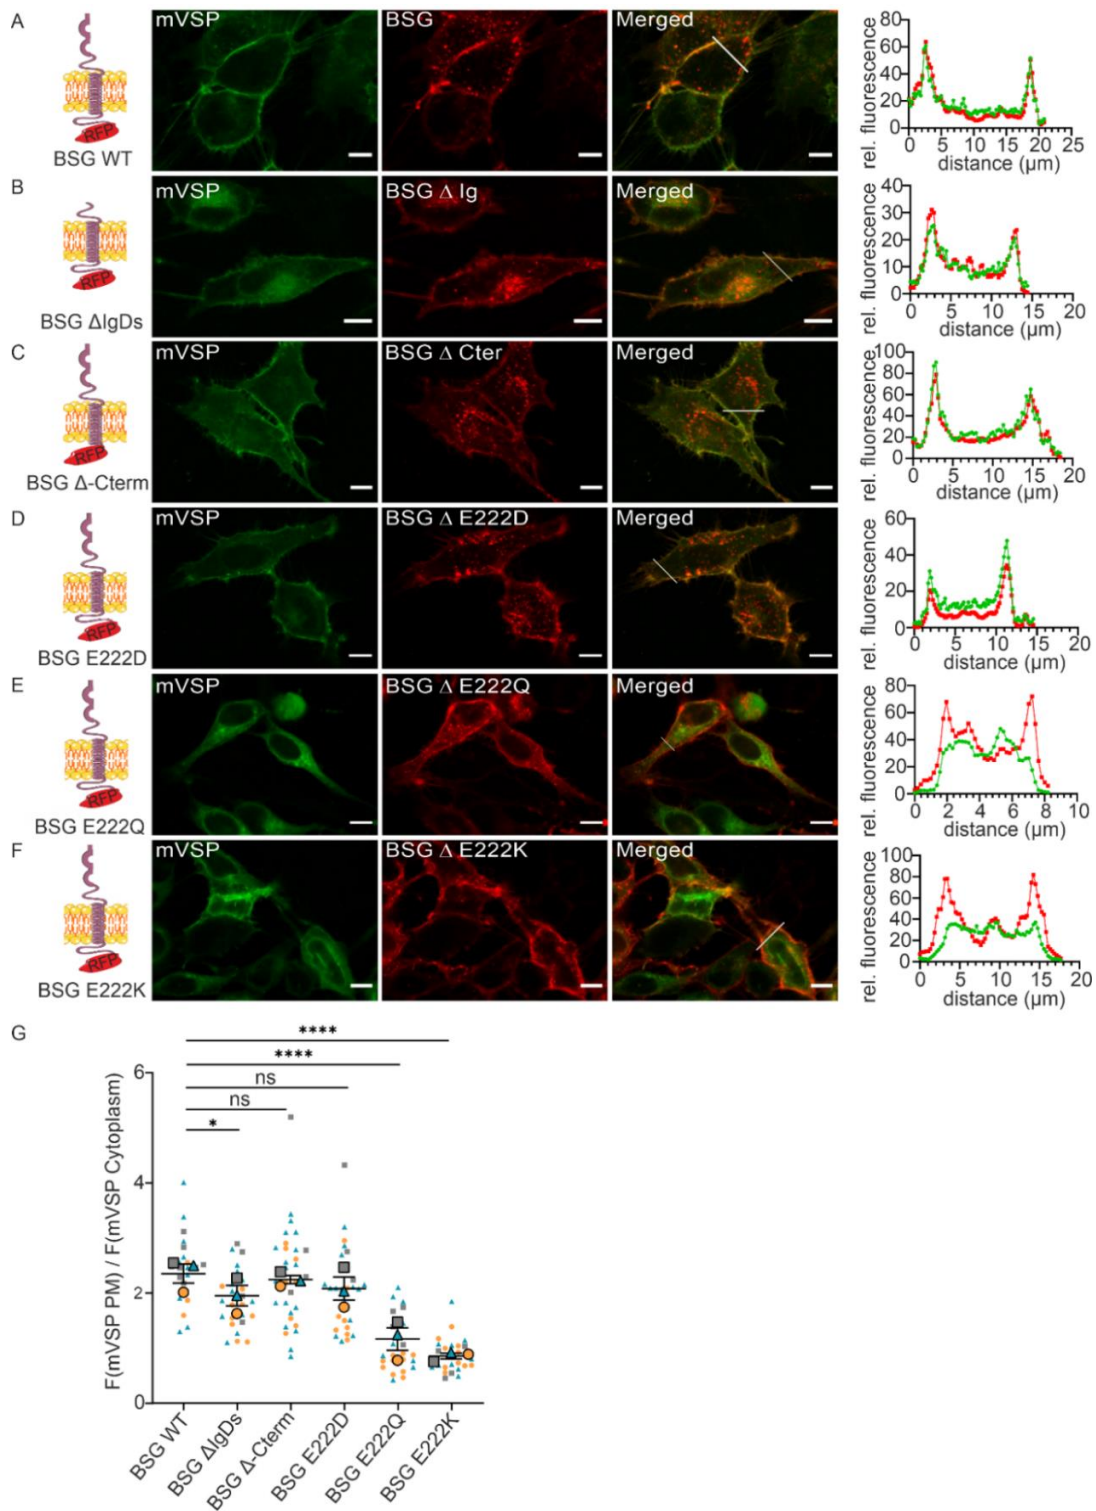 A
mVSP
BSG
Merged
RFP
BSG WT
rel. fluorescence
80
60
40
20
0
0 5 10 15 20 25
distance (µm)
B
mVSP
BSG Δ Ig
Merged
RFP
BSG ΔIgDs
rel. fluorescence
40
30
20
10
0
0 5 10 15 20
distance (µm)
C
mVSP
BSG Δ Cter
Merged
RFP
BSG Δ-Cterm
rel. fluorescence
100
80
60
40
20
0
0 5 10 15 20
distance (µm)
D
mVSP
BSG Δ E222D
Merged
RFP
BSG E222D
rel. fluorescence
60
40
20
0
0 5 10 15 20
distance (µm)
E
mVSP
BSG Δ E222Q
Merged
RFP
BSG E222Q
rel. fluorescence
80
60
40
20
0
0 2 4 6 8 10
distance (µm)
F
mVSP
BSG Δ E222K
Merged
RFP
BSG E222K
rel. fluorescence
100
80
60
40
20
0
0 5 10 15 20
distance (µm)
G
****
****
ns
ns
*
F(mVSP PM) / F(mVSP Cytoplasm)
6
4
2
0
BSG WT
BSG ΔIgDs
BSG Δ-Cterm
BSG E222D
BSG E222Q
BSG E222K